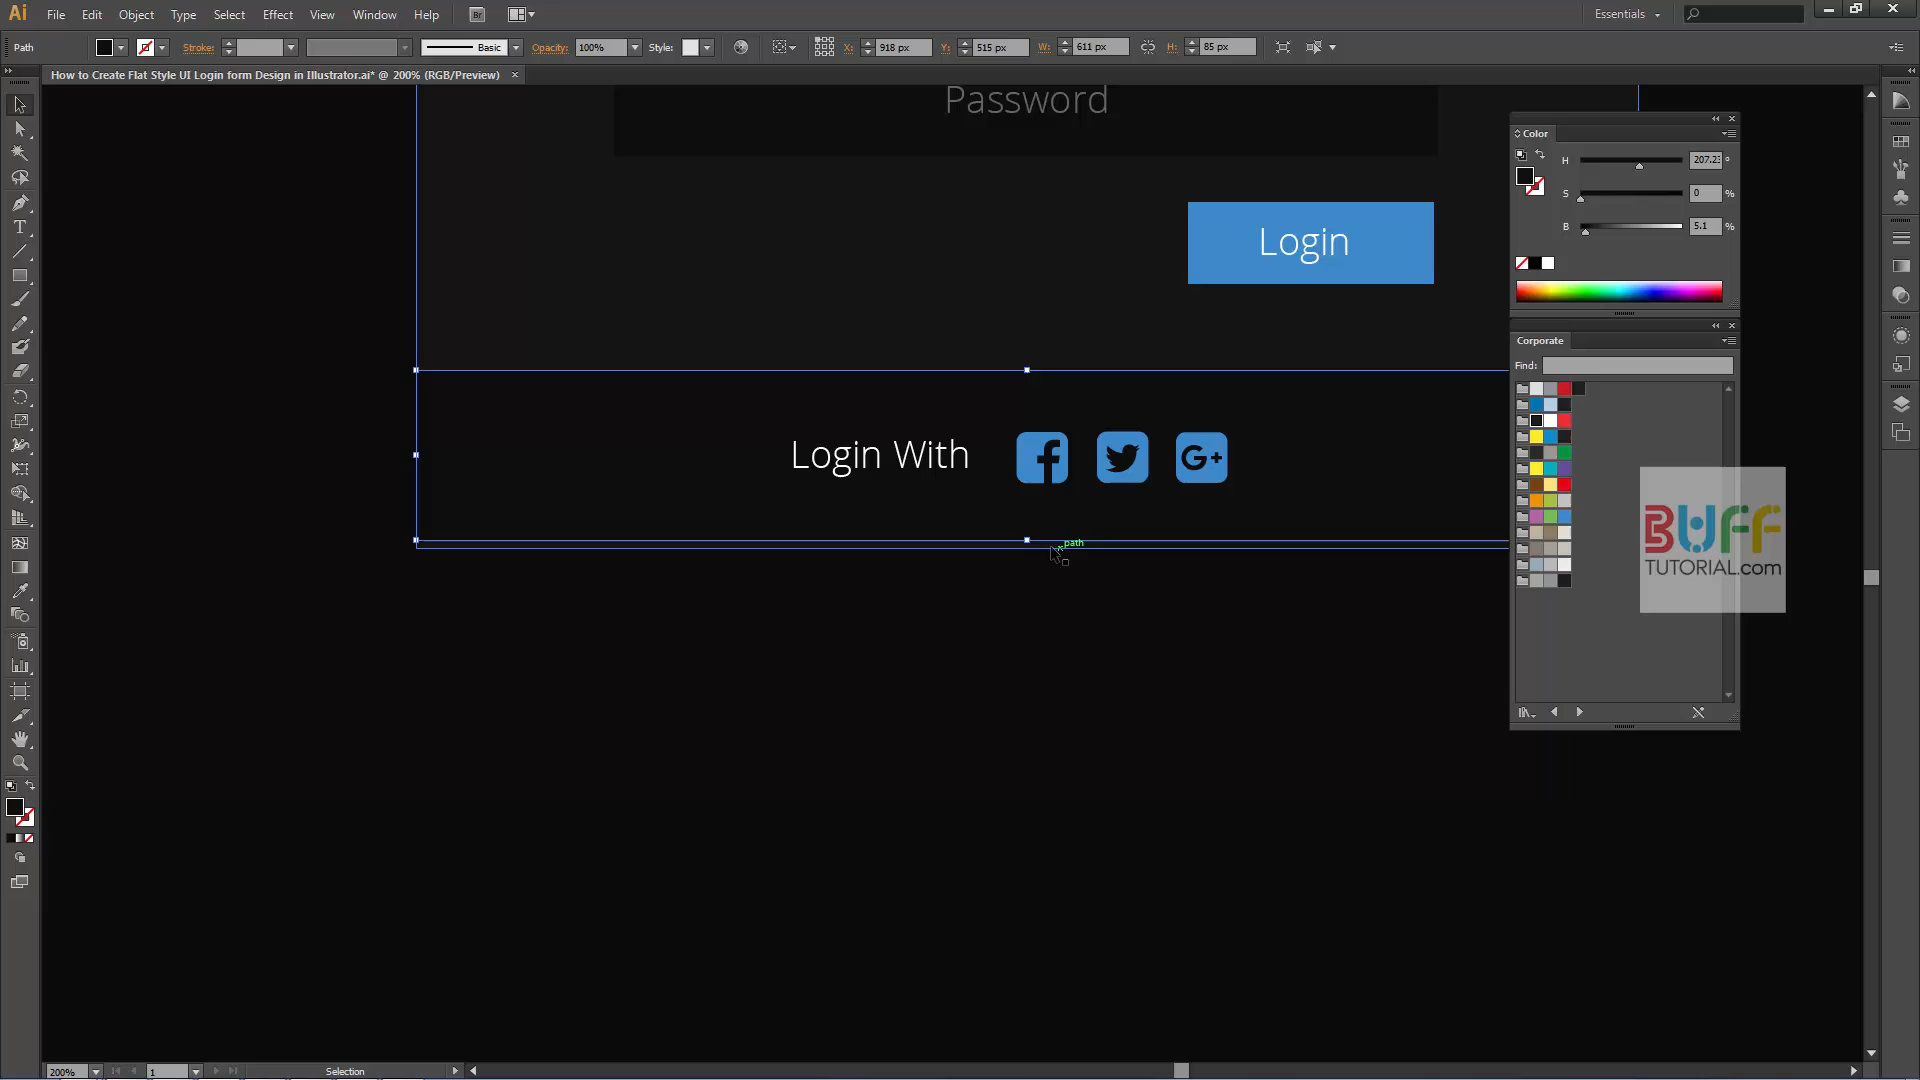 Ai File Edit Object Type Select Effect View Window Help Br Essentials
Path Stroke: Basic Opacity: 100% Style: X: 918 px Y: 515 px W: 611 px H: 85 px
How to Create Flat Style UI Login form Design in Illustrator.ai* @ 200% (RGB/Preview)
Password
Color
H 207.23 °
S 0 %
B 5.1 %
Login
Corporate
Find:
Login With
G+
path
BUFF
TUTORIAL.com
200% 1 Selection